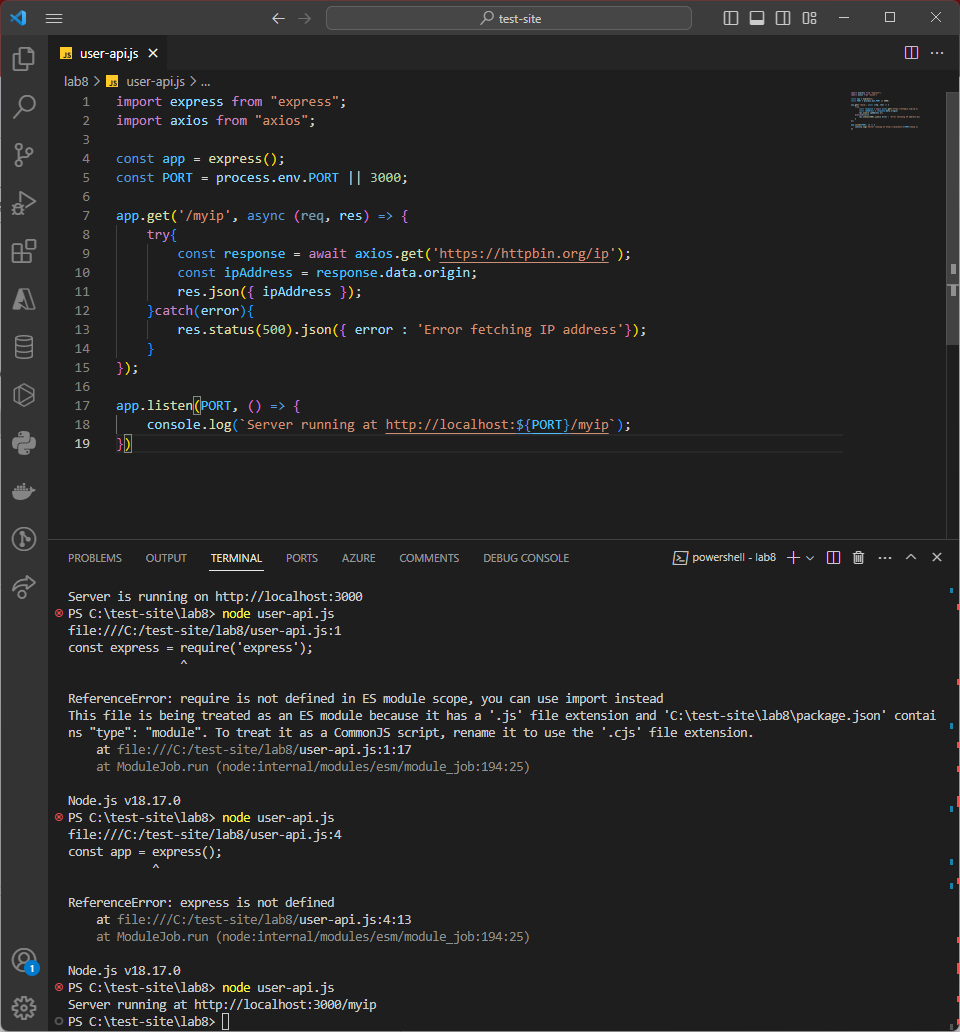 test-site
JS user-api.js
lab8 > JS user-api.js > ...
1 import express from "express";
2 import axios from "axios";
3
4 const app = express();
5 const PORT = process.env.PORT || 3000;
6
7 app.get('/myip', async (req, res) => {
8 try{
9 const response = await axios.get('https://httpbin.org/ip');
10 const ipAddress = response.data.origin;
11 res.json({ ipAddress });
12 }catch(error){
13 res.status(500).json({ error : 'Error fetching IP address'});
14 }
15 });
16
17 app.listen(PORT, () => {
18 console.log(`Server running at http://localhost:${PORT}/myip`);
19 })
PROBLEMS OUTPUT TERMINAL PORTS AZURE COMMENTS DEBUG CONSOLE powershell - lab8
Server is running on http://localhost:3000
PS C:\test-site\lab8> node user-api.js
file:///C:/test-site/lab8/user-api.js:1
const express = require('express');
^
ReferenceError: require is not defined in ES module scope, you can use import instead
This file is being treated as an ES module because it has a '.js' file extension and 'C:\test-site\lab8\package.json' contai
ns "type": "module". To treat it as a CommonJS script, rename it to use the '.cjs' file extension.
at file:///C:/test-site/lab8/user-api.js:1:17
at ModuleJob.run (node:internal/modules/esm/module_job:194:25)
Node.js v18.17.0
PS C:\test-site\lab8> node user-api.js
file:///C:/test-site/lab8/user-api.js:4
const app = express();
^
ReferenceError: express is not defined
at file:///C:/test-site/lab8/user-api.js:4:13
at ModuleJob.run (node:internal/modules/esm/module_job:194:25)
Node.js v18.17.0
PS C:\test-site\lab8> node user-api.js
Server running at http://localhost:3000/myip
PS C:\test-site\lab8>
1